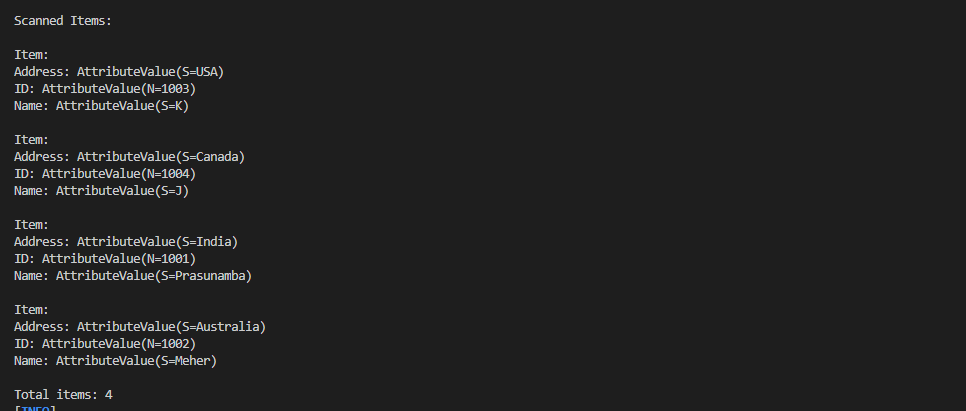 Scanned Items:
Item:
Address: AttributeValue(S=USA)
ID: AttributeValue(N=1003)
Name: AttributeValue(S=K)
Item:
Address: AttributeValue(S=Canada)
ID: AttributeValue(N=1004)
Name: AttributeValue(S=J)
Item:
Address: AttributeValue(S=India)
ID: AttributeValue(N=1001)
Name: AttributeValue(S=Prasunamba)
Item:
Address: AttributeValue(S=Australia)
ID: AttributeValue(N=1002)
Name: AttributeValue(S=Meher)
Total items: 4
[INFO]